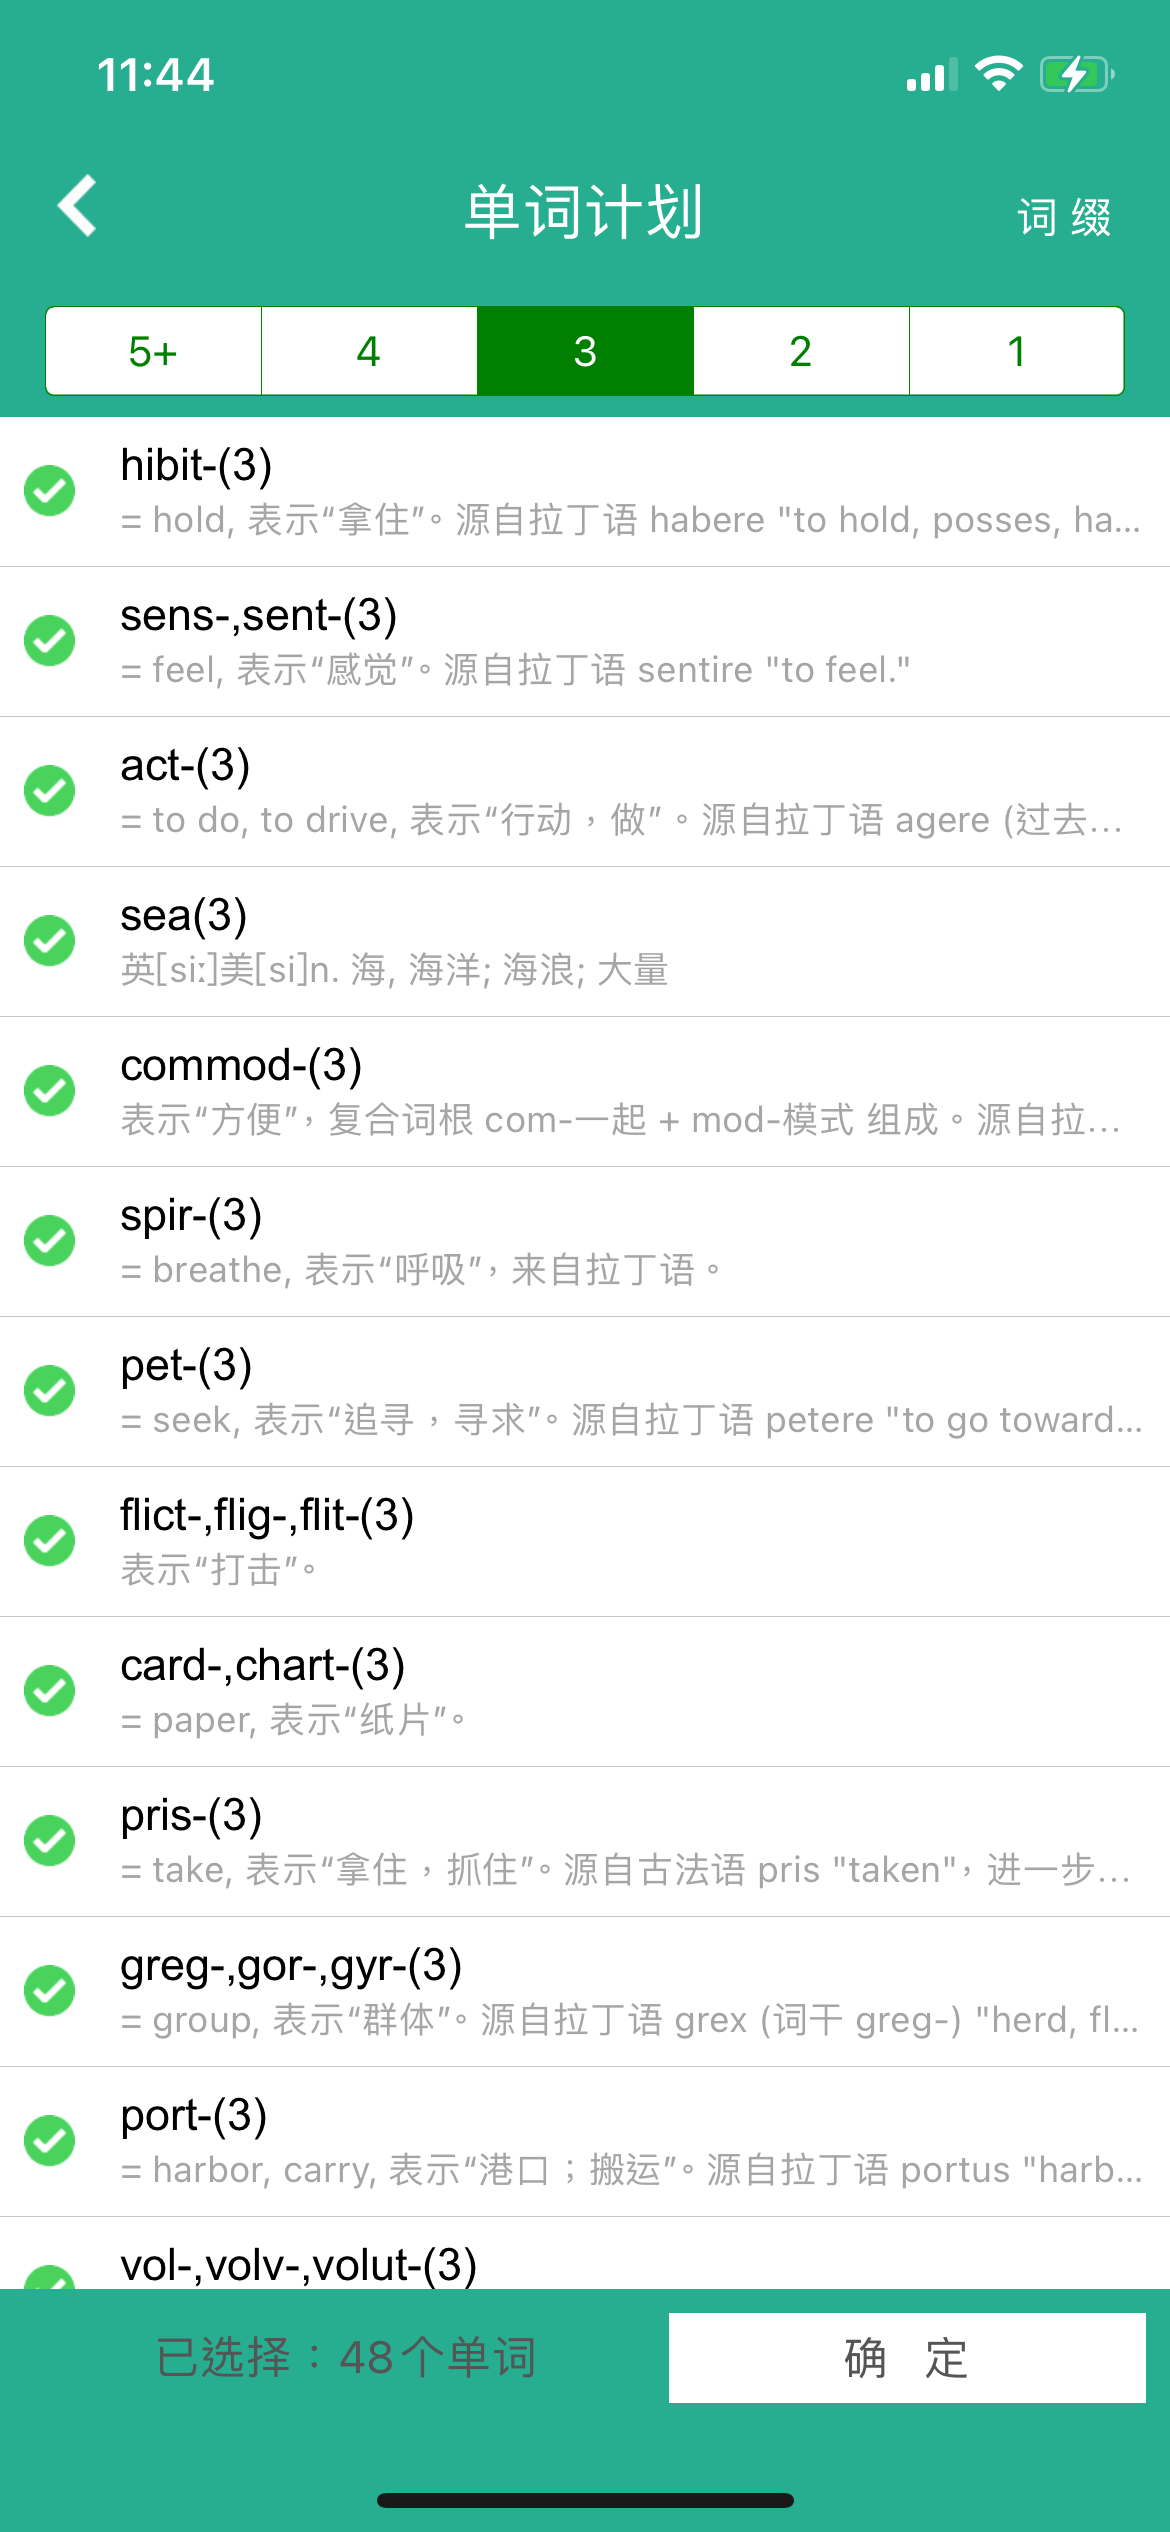 11:44
单词计划
词 缀
5+ 4 3 2 1
hibit-(3)
= hold, 表示“拿住”。源自拉丁语 habere "to hold, posses, ha...
sens-,sent-(3)
= feel, 表示“感觉”。源自拉丁语 sentire "to feel."
act-(3)
= to do, to drive, 表示“行动，做”。源自拉丁语 agere (过去...
sea(3)
英[siː]美[si]n. 海, 海洋; 海浪; 大量
commod-(3)
表示“方便”，复合词根 com-一起 + mod-模式 组成。源自拉...
spir-(3)
= breathe, 表示“呼吸”，来自拉丁语。
pet-(3)
= seek, 表示“追寻，寻求”。源自拉丁语 petere "to go toward...
flict-,flig-,flit-(3)
表示“打击”。
card-,chart-(3)
= paper, 表示“纸片”。
pris-(3)
= take, 表示“拿住，抓住”。源自古法语 pris "taken"，进一步...
greg-,gor-,gyr-(3)
= group, 表示“群体”。源自拉丁语 grex (词干 greg-) "herd, fl...
port-(3)
= harbor, carry, 表示“港口；搬运”。源自拉丁语 portus "harb...
vol-,volv-,volut-(3)
已选择：48个单词
确 定